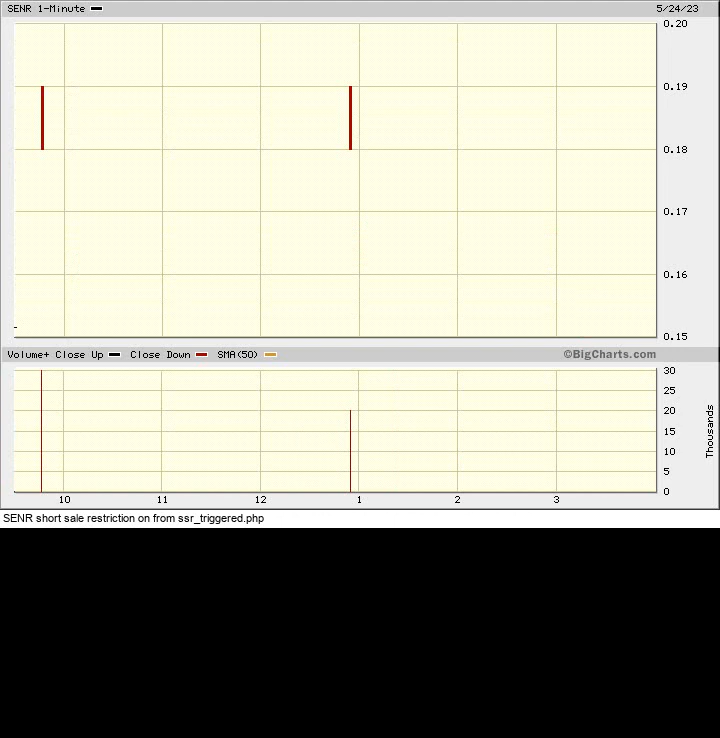 SENR 1-Minute 5/24/23
0.20
0.19
0.18
0.17
0.16
0.15
Volume+ Close Up Close Down SMA(50) ©BigCharts.com
30
25
20
15
10
5
0
Thousands
10 11 12 1 2 3
SENR short sale restriction on from ssr_triggered.php